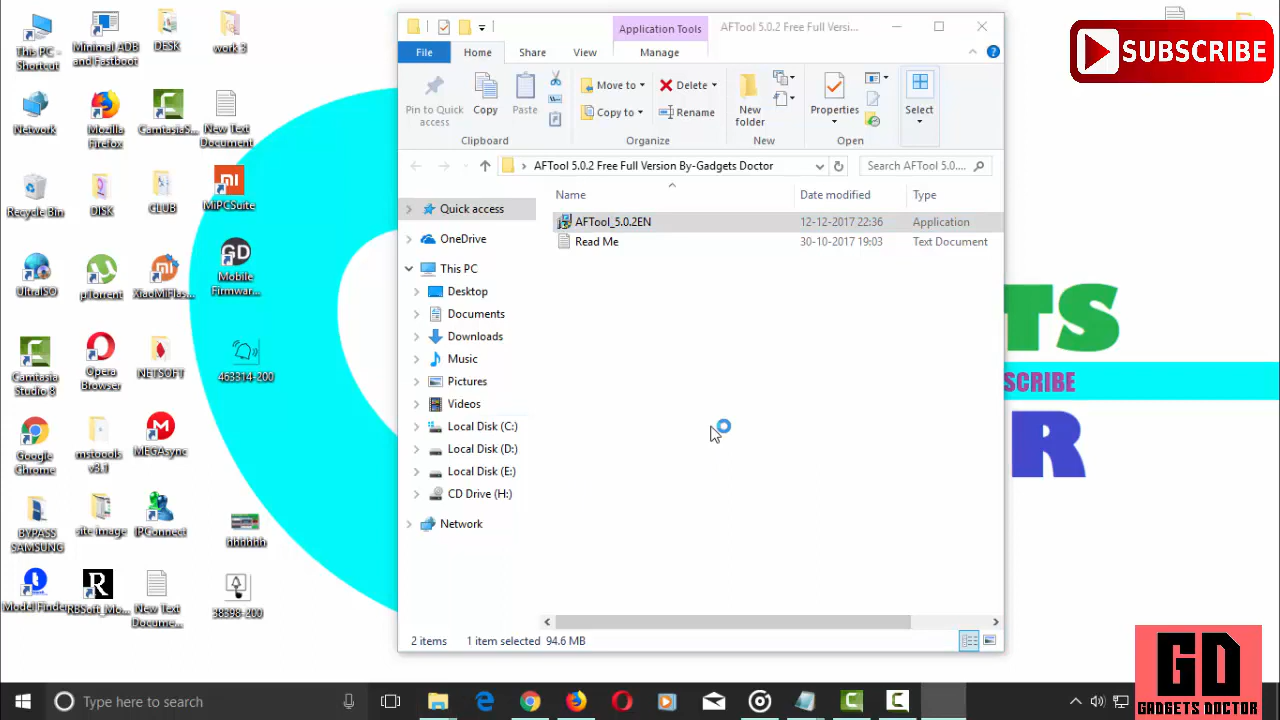 This PC -
Shortcut
Minimal ADB
and Fastboot
DESK
work 3
Network
Mozilla
Firefox
CamtasiaS...
New Text
Document
Recycle Bin
DISK
CLUB
MiPCSuite
UltraISO
µTorrent
XiaoMiFlas...
GD
Mobile
Firmwar...
Camtasia
Studio 8
Opera
Browser
NETSOFT
463314-200
Google
Chrome
mstoools
v3.1
MEGAsync
BYPASS
SAMSUNG
site image
IPConnect
hhhhhh
Model Finder
RBSoft_Mo...
New Text
Docume...
38398-200
Application Tools
AFTool 5.0.2 Free Full Versi...
File
Home
Share
View
Manage
Pin to Quick
access
Copy
Paste
Move to
Copy to
Delete
Rename
New
folder
Properties
Select
Clipboard
Organize
New
Open
AFTool 5.0.2 Free Full Version By-Gadgets Doctor
Search AFTool 5.0....
Name
Date modified
Type
AFTool_5.0.2EN
12-12-2017 22:36
Application
Read Me
30-10-2017 19:03
Text Document
Quick access
OneDrive
This PC
Desktop
Documents
Downloads
Music
Pictures
Videos
Local Disk (C:)
Local Disk (D:)
Local Disk (E:)
CD Drive (H:)
Network
2 items
1 item selected 94.6 MB
SUBSCRIBE
TS
SCRIBE
R
Type here to search
GD
GADGETS DOCTOR